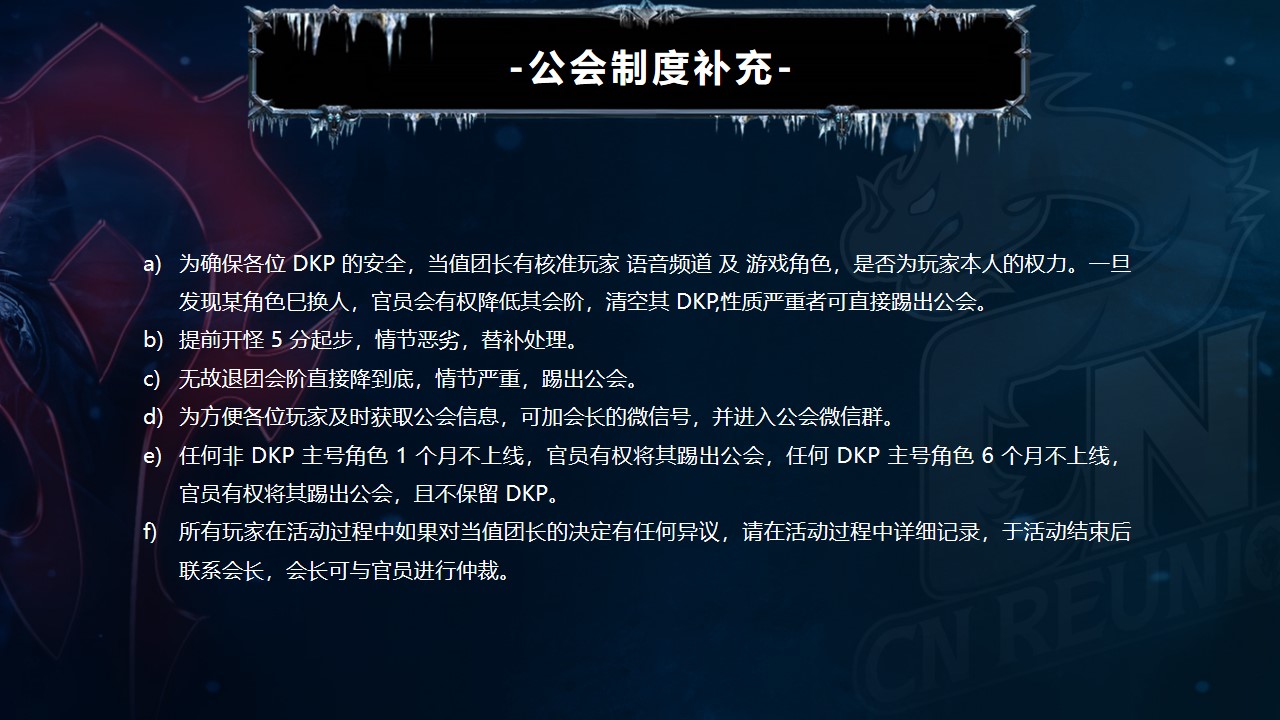 -公会制度补充-
a) 为确保各位 DKP 的安全，当值团长有核准玩家 语音频道 及 游戏角色，是否为玩家本人的权力。一旦
发现某角色巳换人，官员会有权降低其会阶，清空其 DKP,性质严重者可直接踢出公会。
b) 提前开怪 5 分起步，情节恶劣，替补处理。
c) 无故退团会阶直接降到底，情节严重，踢出公会。
d) 为方便各位玩家及时获取公会信息，可加会长的微信号，并进入公会微信群。
e) 任何非 DKP 主号角色 1 个月不上线，官员有权将其踢出公会，任何 DKP 主号角色 6 个月不上线，
官员有权将其踢出公会，且不保留 DKP。
f) 所有玩家在活动过程中如果对当值团长的决定有任何异议，请在活动过程中详细记录，于活动结束后
联系会长，会长可与官员进行仲裁。
CN
CN REUNIO